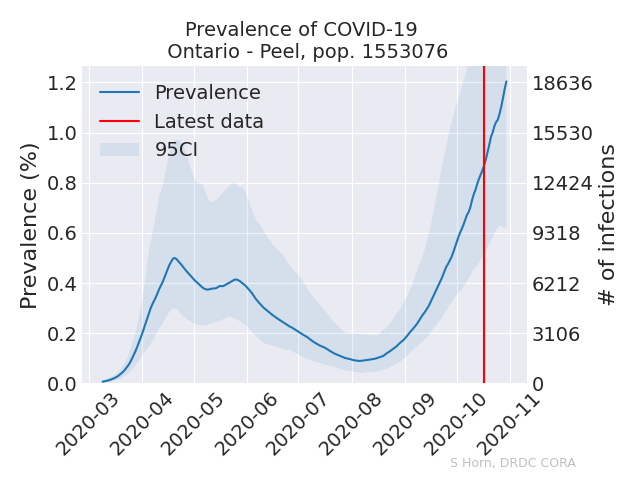 Prevalence of COVID-19
Ontario - Peel, pop. 1553076
Prevalence
Latest data
95CI
Prevalence (%)
1.2
1.0
0.8
0.6
0.4
0.2
0.0
18636
15530
12424
9318
6212
3106
0
# of infections
2020-03
2020-04
2020-05
2020-06
2020-07
2020-08
2020-09
2020-10
2020-11
S Horn, DRDC CORA